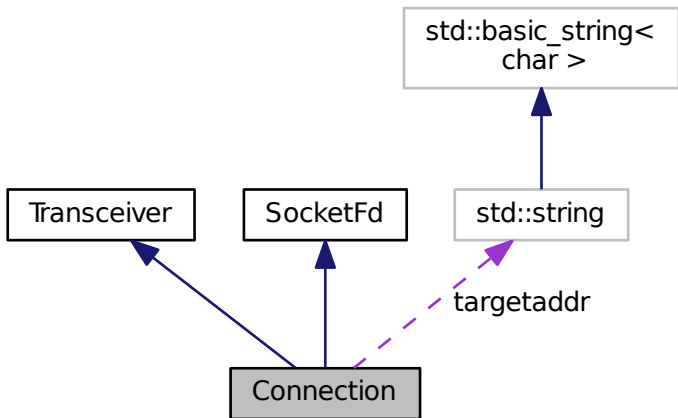 std::basic_string<
char >
Transceiver
SocketFd
std::string
targetaddr
Connection